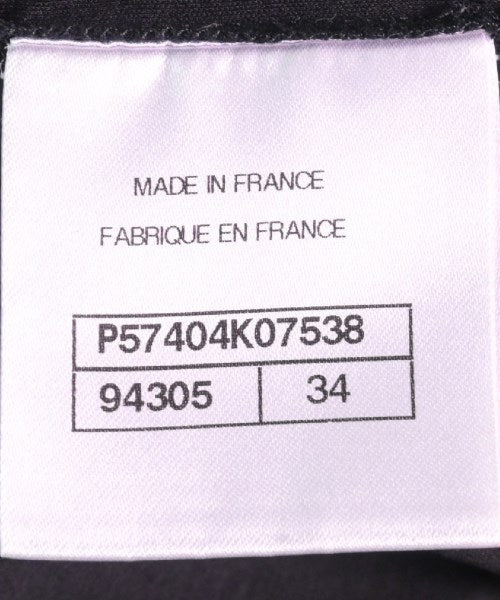 MADE IN FRANCE
FABRIQUE EN FRANCE
P57404K07538
94305 34